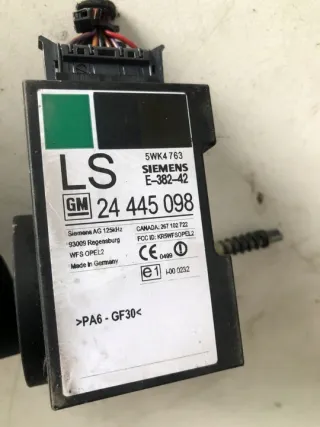 5WK4 763
LS SIEMENS
E-382-42
GM 24 445 098
Siemens AG 125kHz CANADA: 267 102 722
93009 Regensburg FCC ID: KR5WFSOPEL2
WFS OPEL2 CE 0499 !
Made in Germany
e1 I-00 0232
>PA6 - GF30<